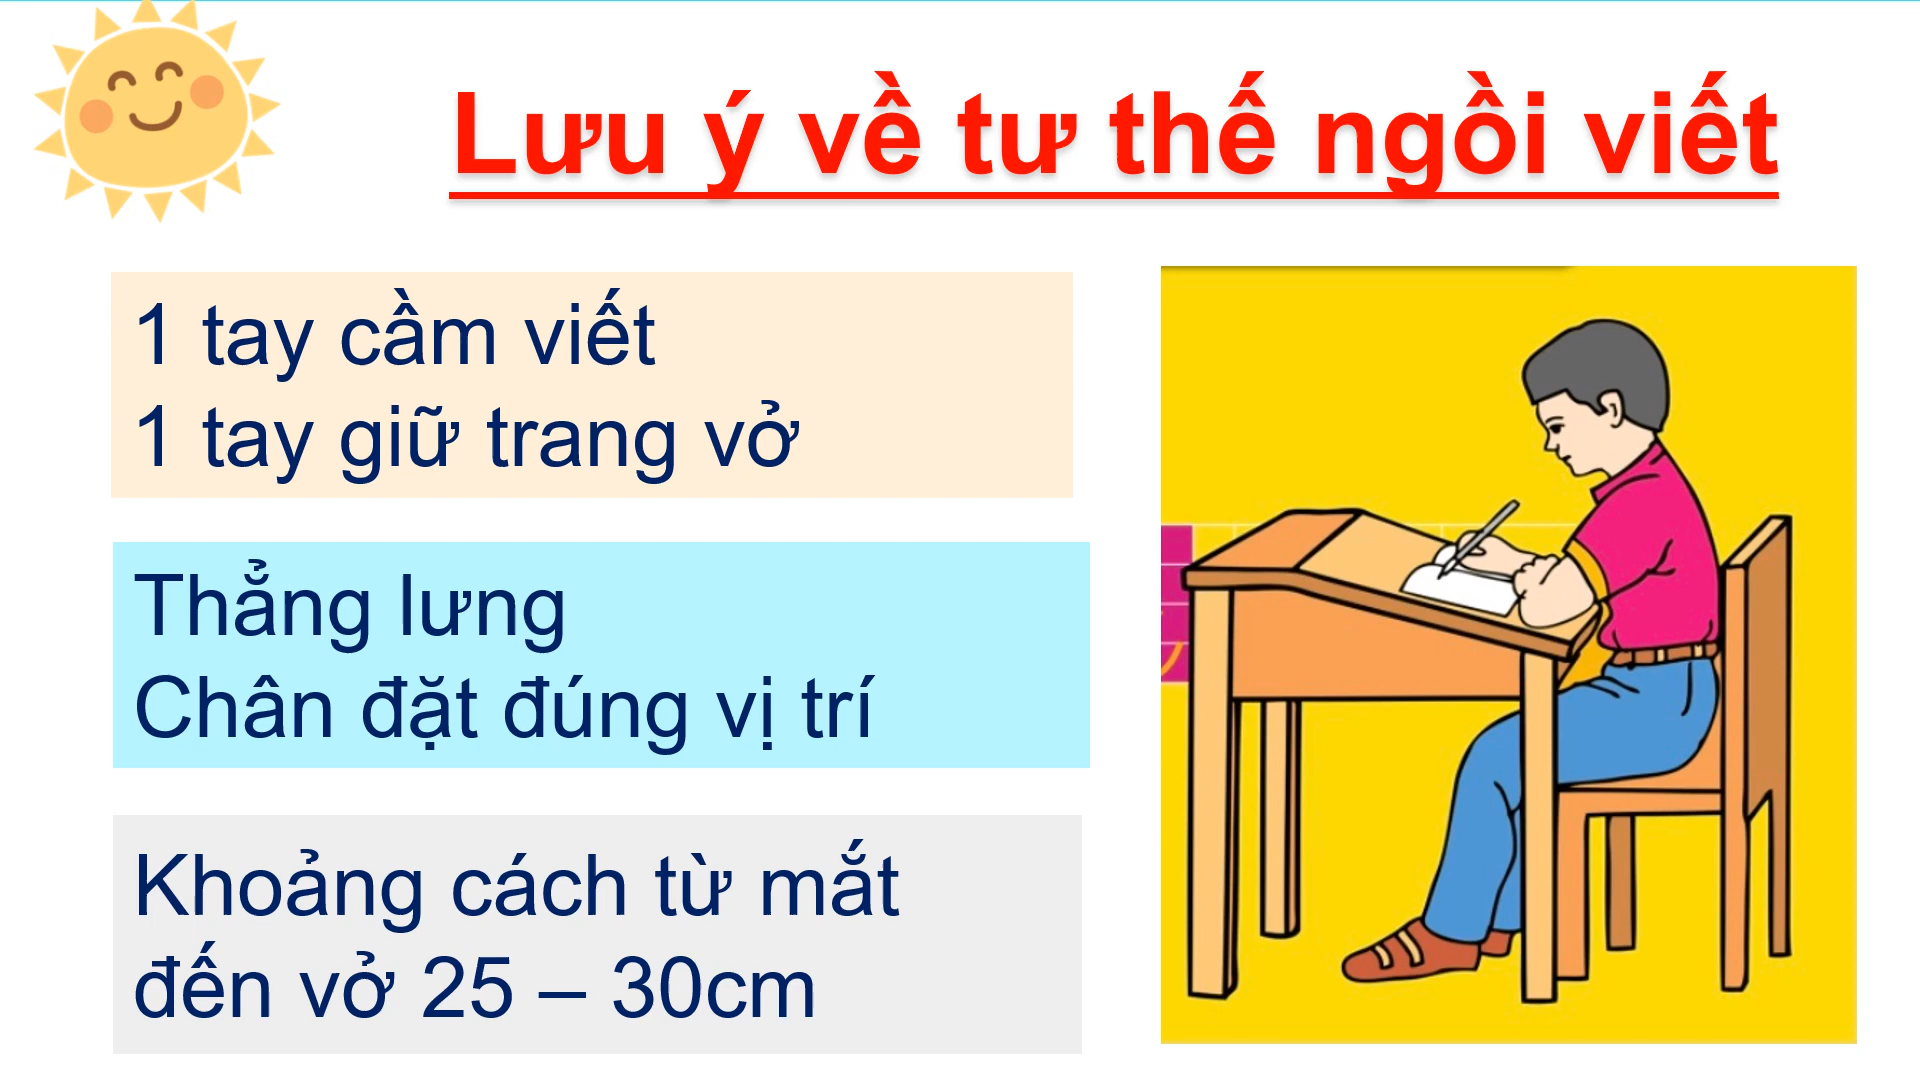 Lưu ý về tư thế ngồi viết
1 tay cầm viết
1 tay giữ trang vở
Thẳng lưng
Chân đặt đúng vị trí
Khoảng cách từ mắt
đến vở 25 – 30cm